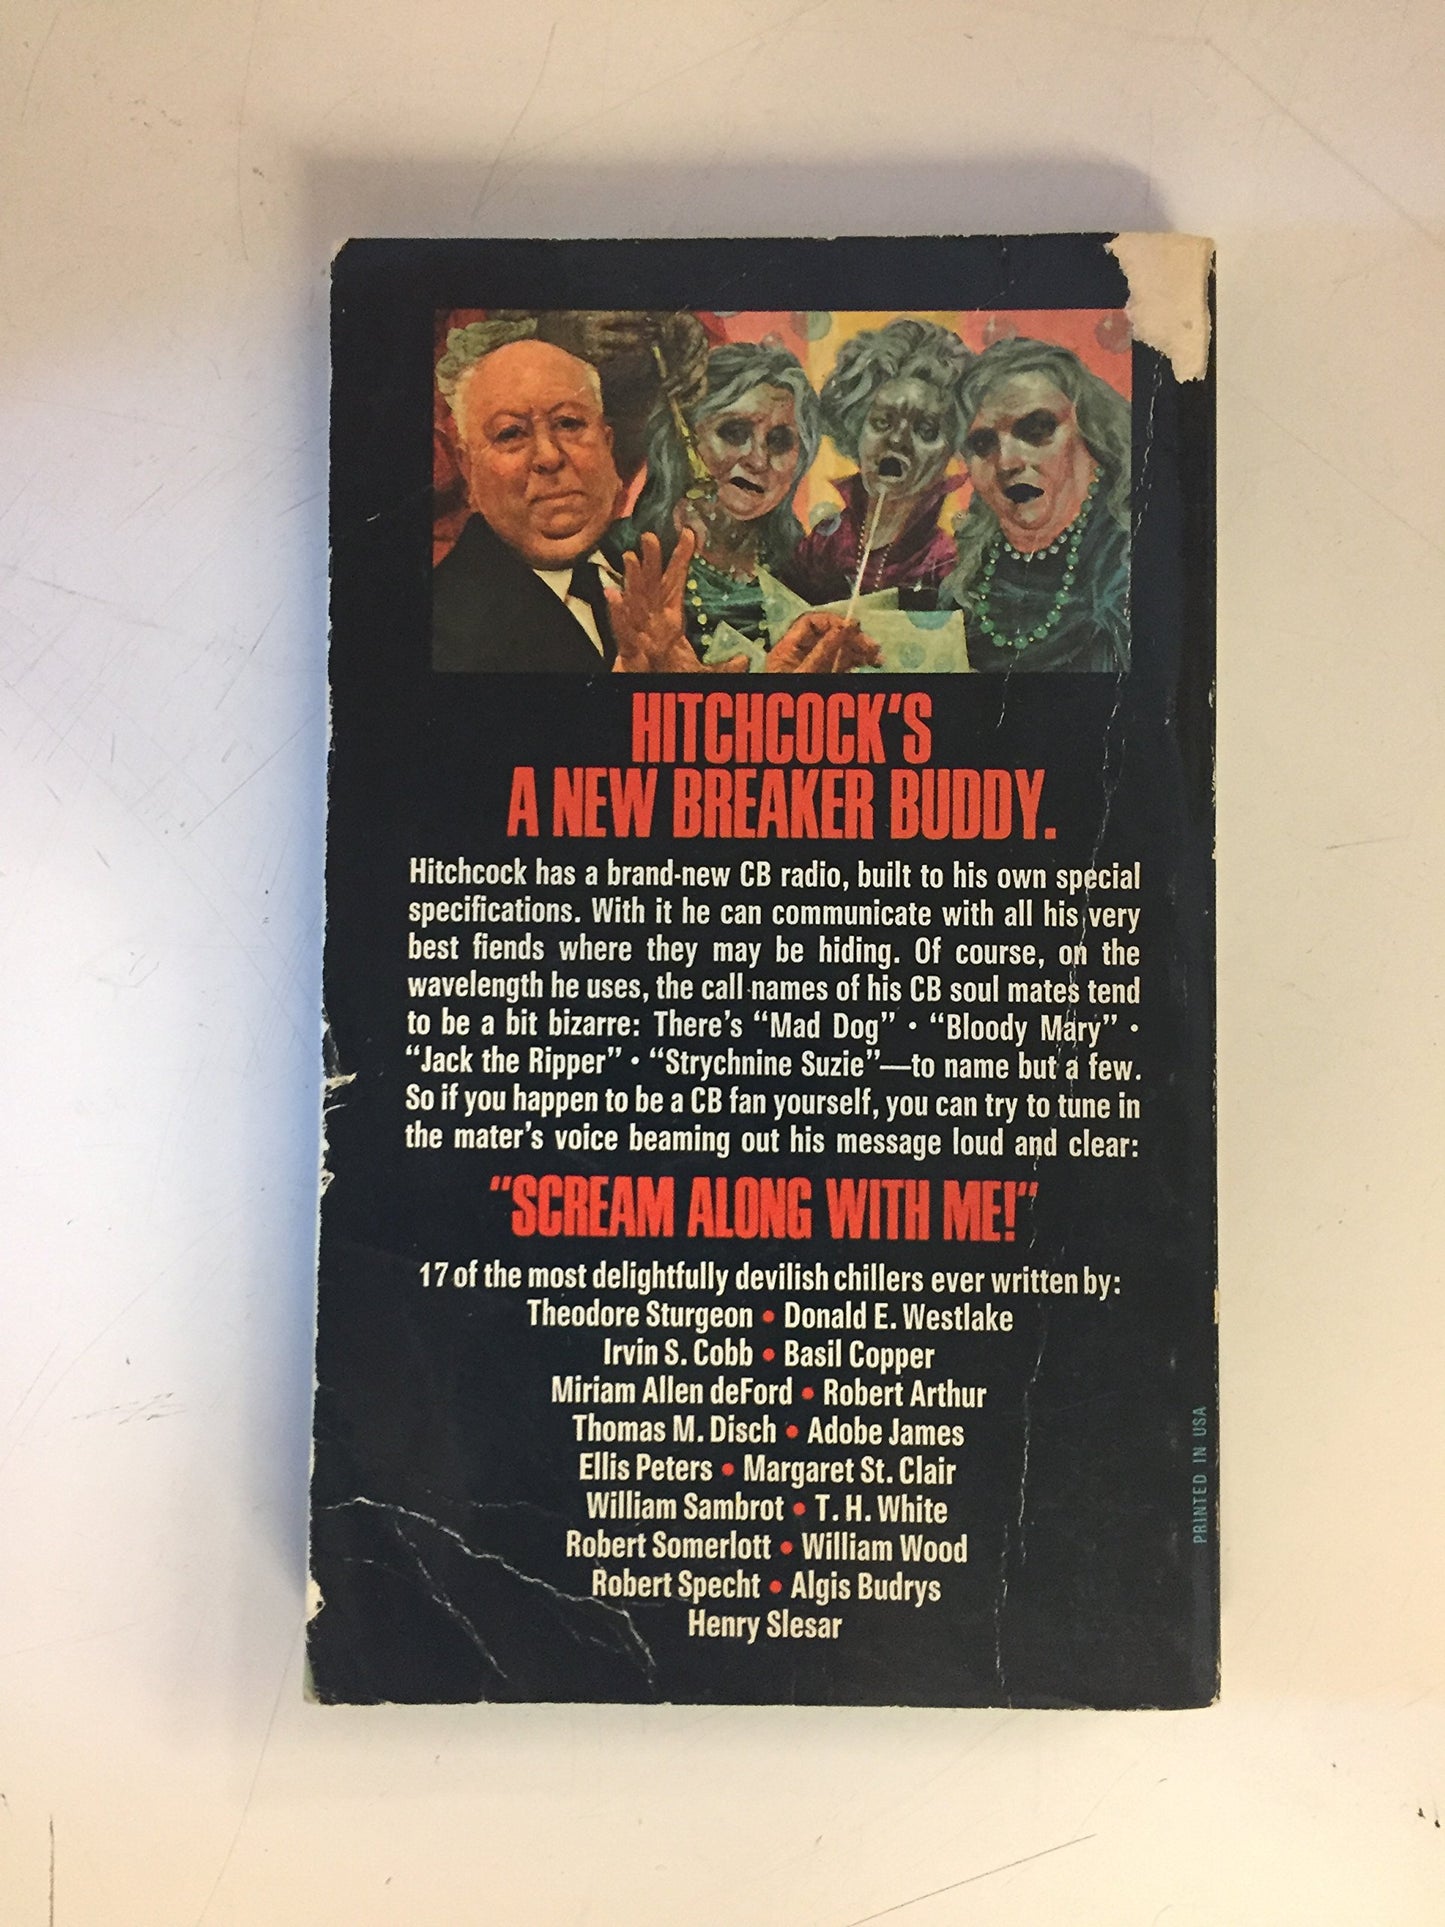 HITCHCOCK'S
A NEW BREAKER BUDDY.
Hitchcock has a brand-new CB radio, built to his own special
specifications. With it he can communicate with all his very
best fiends where they may be hiding. Of course, on the
wavelength he uses, the call names of his CB soul mates tend
to be a bit bizarre: There's "Mad Dog" • "Bloody Mary" •
"Jack the Ripper" • "Strychnine Suzie"—to name but a few.
So if you happen to be a CB fan yourself, you can try to tune in
the mater's voice beaming out his message loud and clear:
"SCREAM ALONG WITH ME!"
17 of the most delightfully devilish chillers ever written by:
Theodore Sturgeon • Donald E. Westlake
Irvin S. Cobb • Basil Copper
Miriam Allen deFord • Robert Arthur
Thomas M. Disch • Adobe James
Ellis Peters • Margaret St. Clair
William Sambrot • T. H. White
Robert Somerlott • William Wood
Robert Specht • Algis Budrys
Henry Slesar
PRINTED IN USA